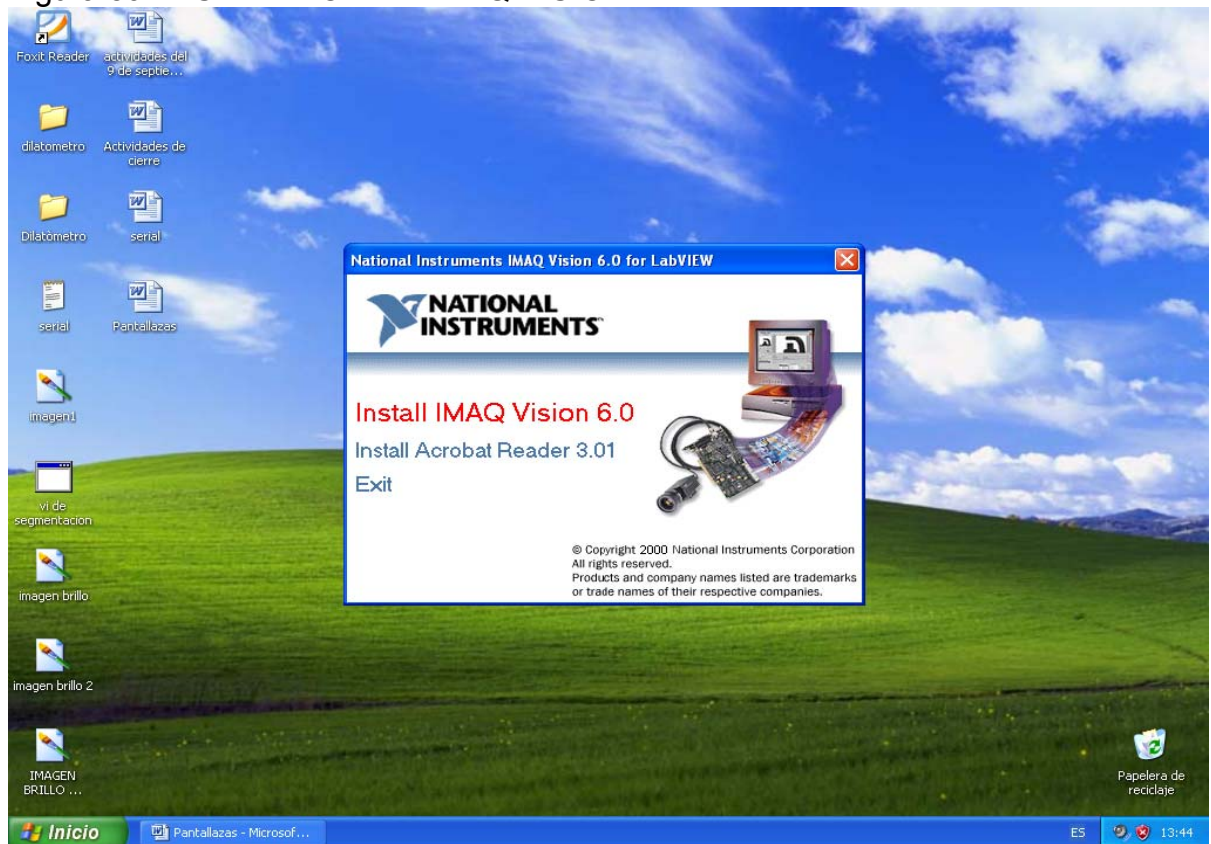 Foxit Reader
actividades del
9 de septie...
dilatometro
Actividades de
cierre
Dilatòmetro
serial
serial
Pantallazas
imagen1
vi de
segmentacion
imagen brillo
imagen brillo 2
IMAGEN
BRILLO ...
National Instruments IMAQ Vision 6.0 for LabVIEW
NATIONAL
INSTRUMENTS
Install IMAQ Vision 6.0
Install Acrobat Reader 3.01
Exit
© Copyright 2000 National Instruments Corporation
All rights reserved.
Products and company names listed are trademarks
or trade names of their respective companies.
Papelera de
reciclaje
Inicio
Pantallazas - Microsof...
ES
13:44